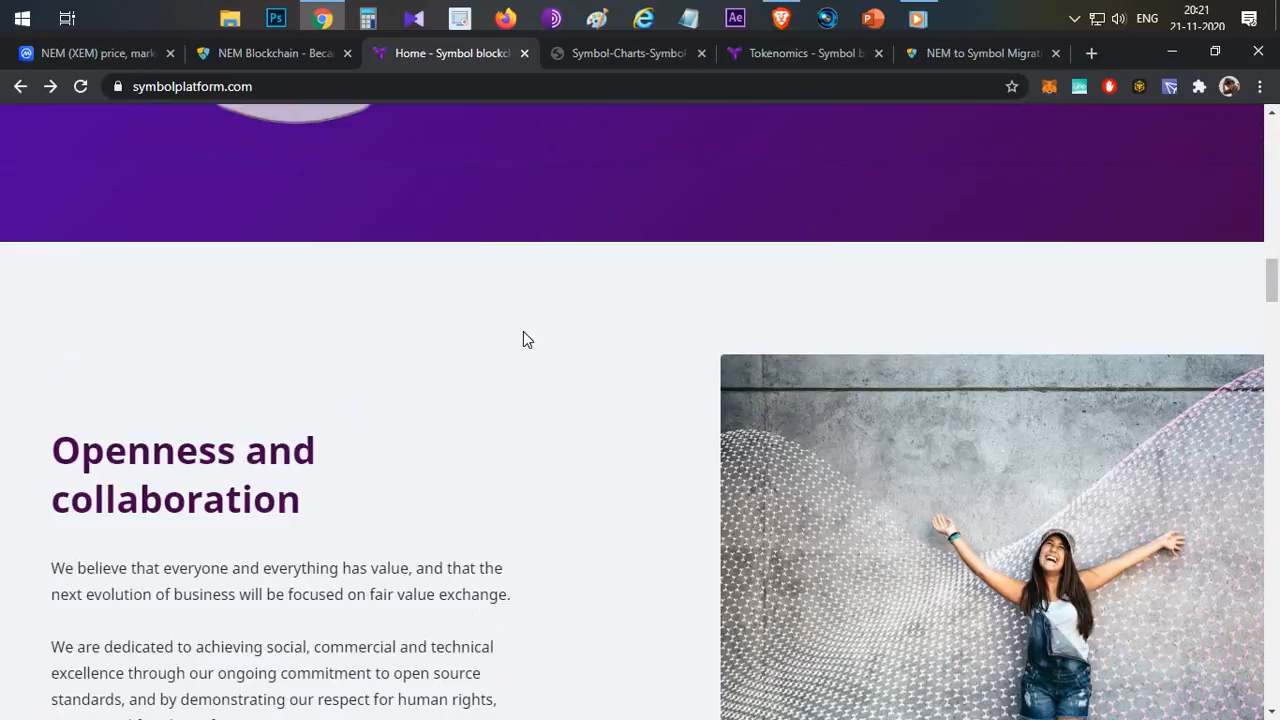 Ps
Ae
ENG
20:21
21-11-2020
NEM (XEM) price, mark
NEM Blockchain - Beca
Home - Symbol blockc
Symbol-Charts-Symbol
Tokenomics - Symbol b
NEM to Symbol Migrat
symbolplatform.com
Openness and
collaboration
We believe that everyone and everything has value, and that the
next evolution of business will be focused on fair value exchange.
We are dedicated to achieving social, commercial and technical
excellence through our ongoing commitment to open source
standards, and by demonstrating our respect for human rights,